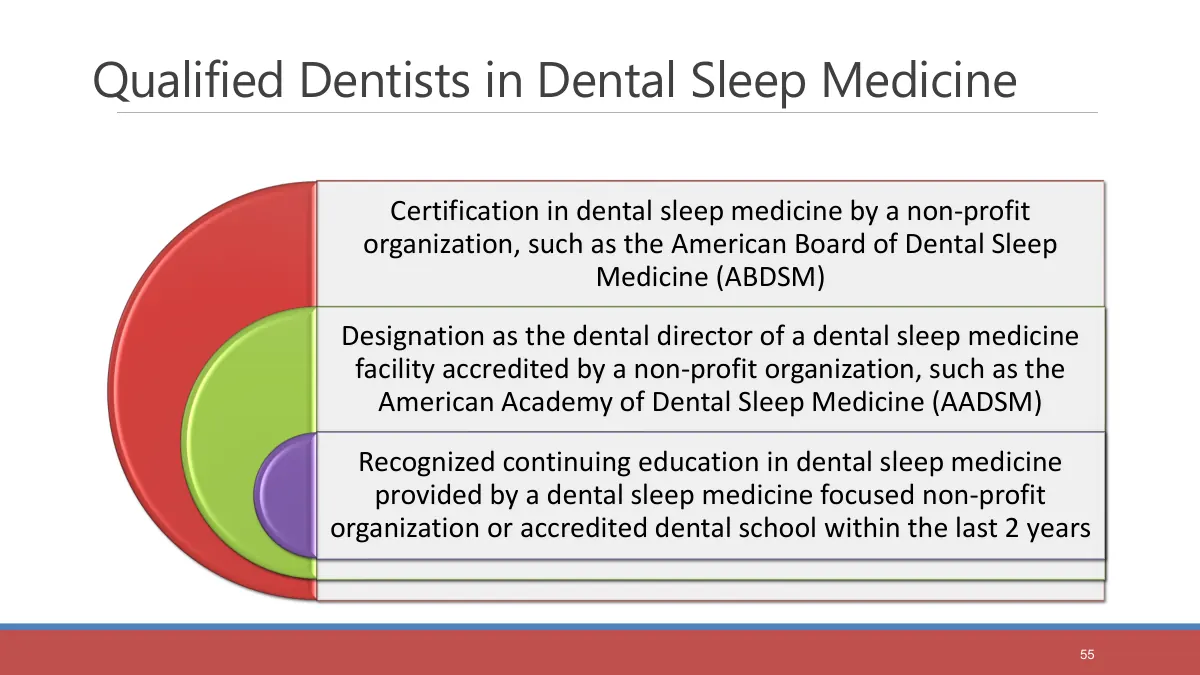 Qualified Dentists in Dental Sleep Medicine
Certification in dental sleep medicine by a non-profit
organization, such as the American Board of Dental Sleep
Medicine (ABDSM)
Designation as the dental director of a dental sleep medicine
facility accredited by a non-profit organization, such as the
American Academy of Dental Sleep Medicine (AADSM)
Recognized continuing education in dental sleep medicine
provided by a dental sleep medicine focused non-profit
organization or accredited dental school within the last 2 years
55